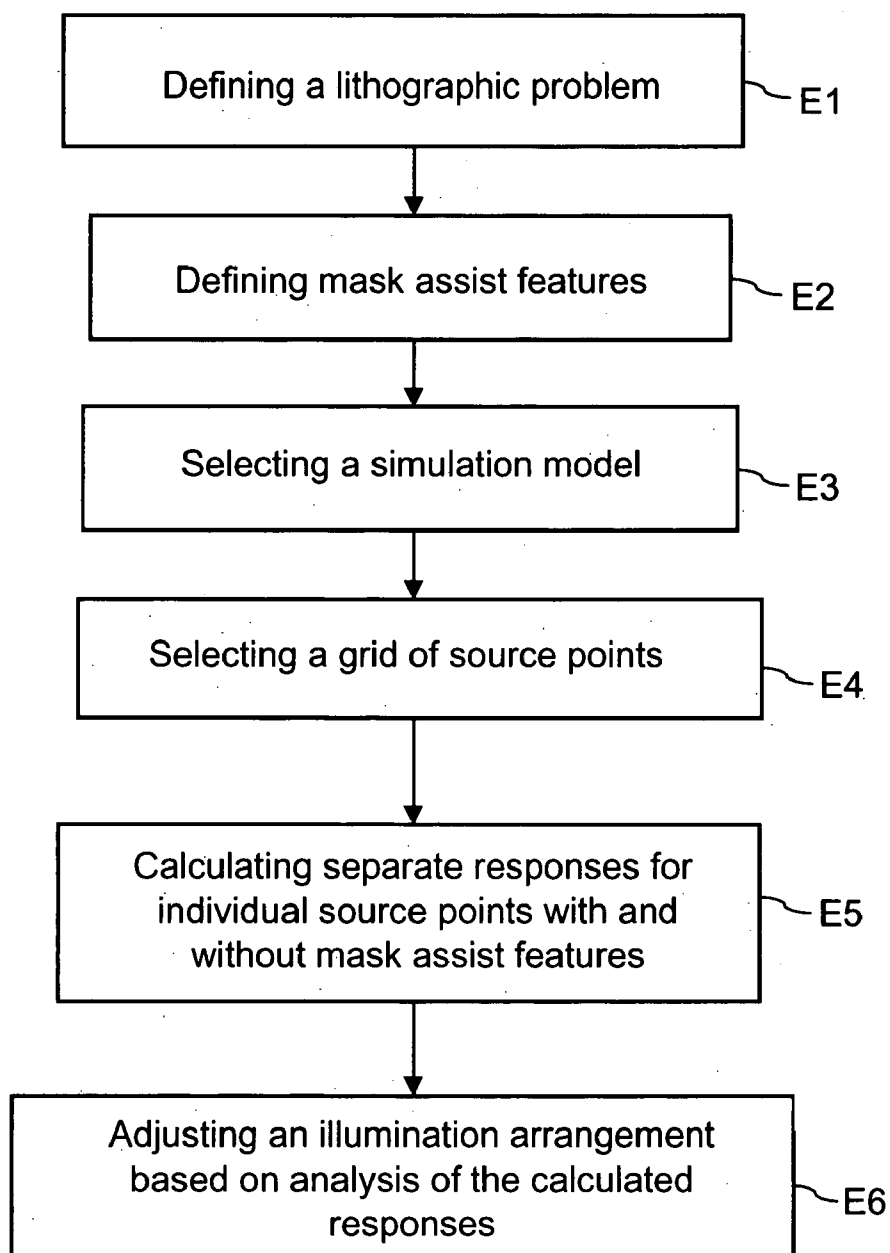 Defining a lithographic problem
E1
Defining mask assist features
E2
Selecting a simulation model
E3
Selecting a grid of source points
E4
Calculating separate responses for
individual source points with and
without mask assist features
E5
Adjusting an illumination arrangement
based on analysis of the calculated
responses
E6